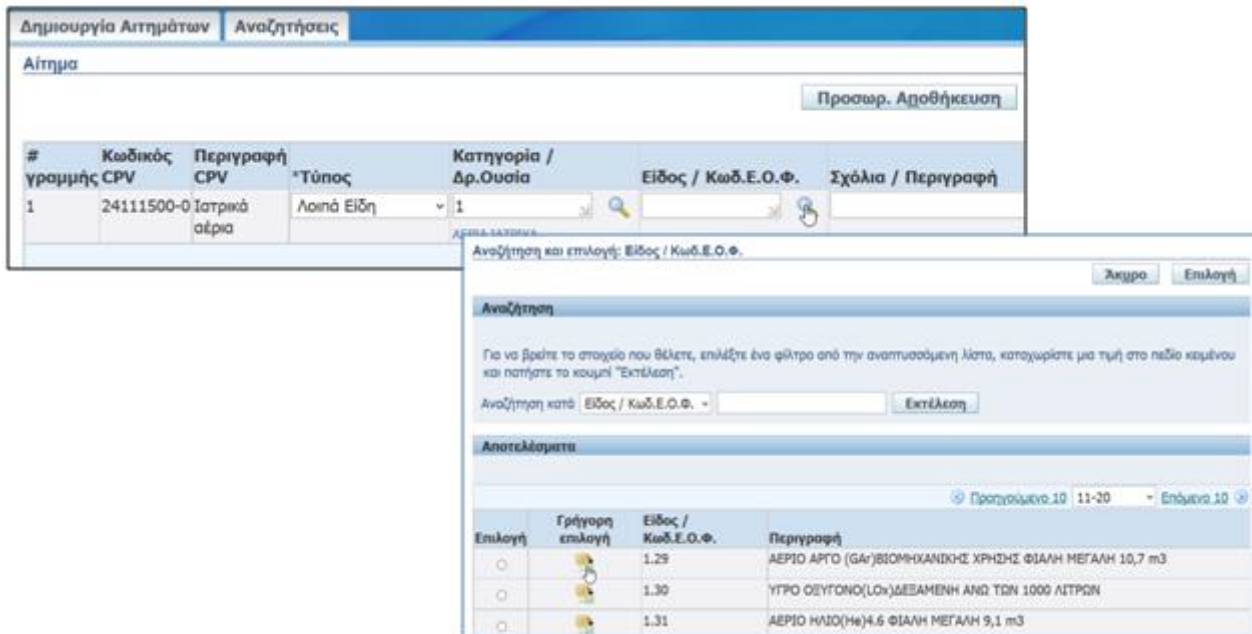 Δημιουργία Αιτημάτων Αναζητήσεις
Αίτημα
Προσωρ. Αποθήκευση
# γραμμής Κωδικός CPV Περιγραφή CPV *Τύπος Κατηγορία / Δρ.Ουσία Είδος / Κωδ.Ε.Ο.Φ. Σχόλια / Περιγραφή
1 24111500-0 Ιατρικά αέρια Λοιπά Είδη 1
ΑΕΡΙΑ ΙΑΤΡΙΚΑ
Αναζήτηση και επιλογή: Είδος / Κωδ.Ε.Ο.Φ.
Άκυρο Επιλογή
Αναζήτηση
Για να βρείτε το στοιχείο που θέλετε, επιλέξτε ένα φίλτρο από την αναπτυσσόμενη λίστα, καταχωρίστε μια τιμή στο πεδίο κειμένου
και πατήστε το κουμπί "Εκτέλεση".
Αναζήτηση κατά Είδος / Κωδ.Ε.Ο.Φ. Εκτέλεση
Αποτελέσματα
Προηγούμενο 10 11-20 Επόμενο 10
Επιλογή Γρήγορη επιλογή Είδος / Κωδ.Ε.Ο.Φ. Περιγραφή
1.29 ΑΕΡΙΟ ΑΡΓΟ (GAr)ΒΙΟΜΗΧΑΝΙΚΗΣ ΧΡΗΣΗΣ ΦΙΑΛΗ ΜΕΓΑΛΗ 10,7 m3
1.30 ΥΓΡΟ ΟΞΥΓΟΝΟ(LOx)ΔΕΞΑΜΕΝΗ ΑΝΩ ΤΩΝ 1000 ΛΙΤΡΩΝ
1.31 ΑΕΡΙΟ ΗΛΙΟ(He)4.6 ΦΙΑΛΗ ΜΕΓΑΛΗ 9,1 m3